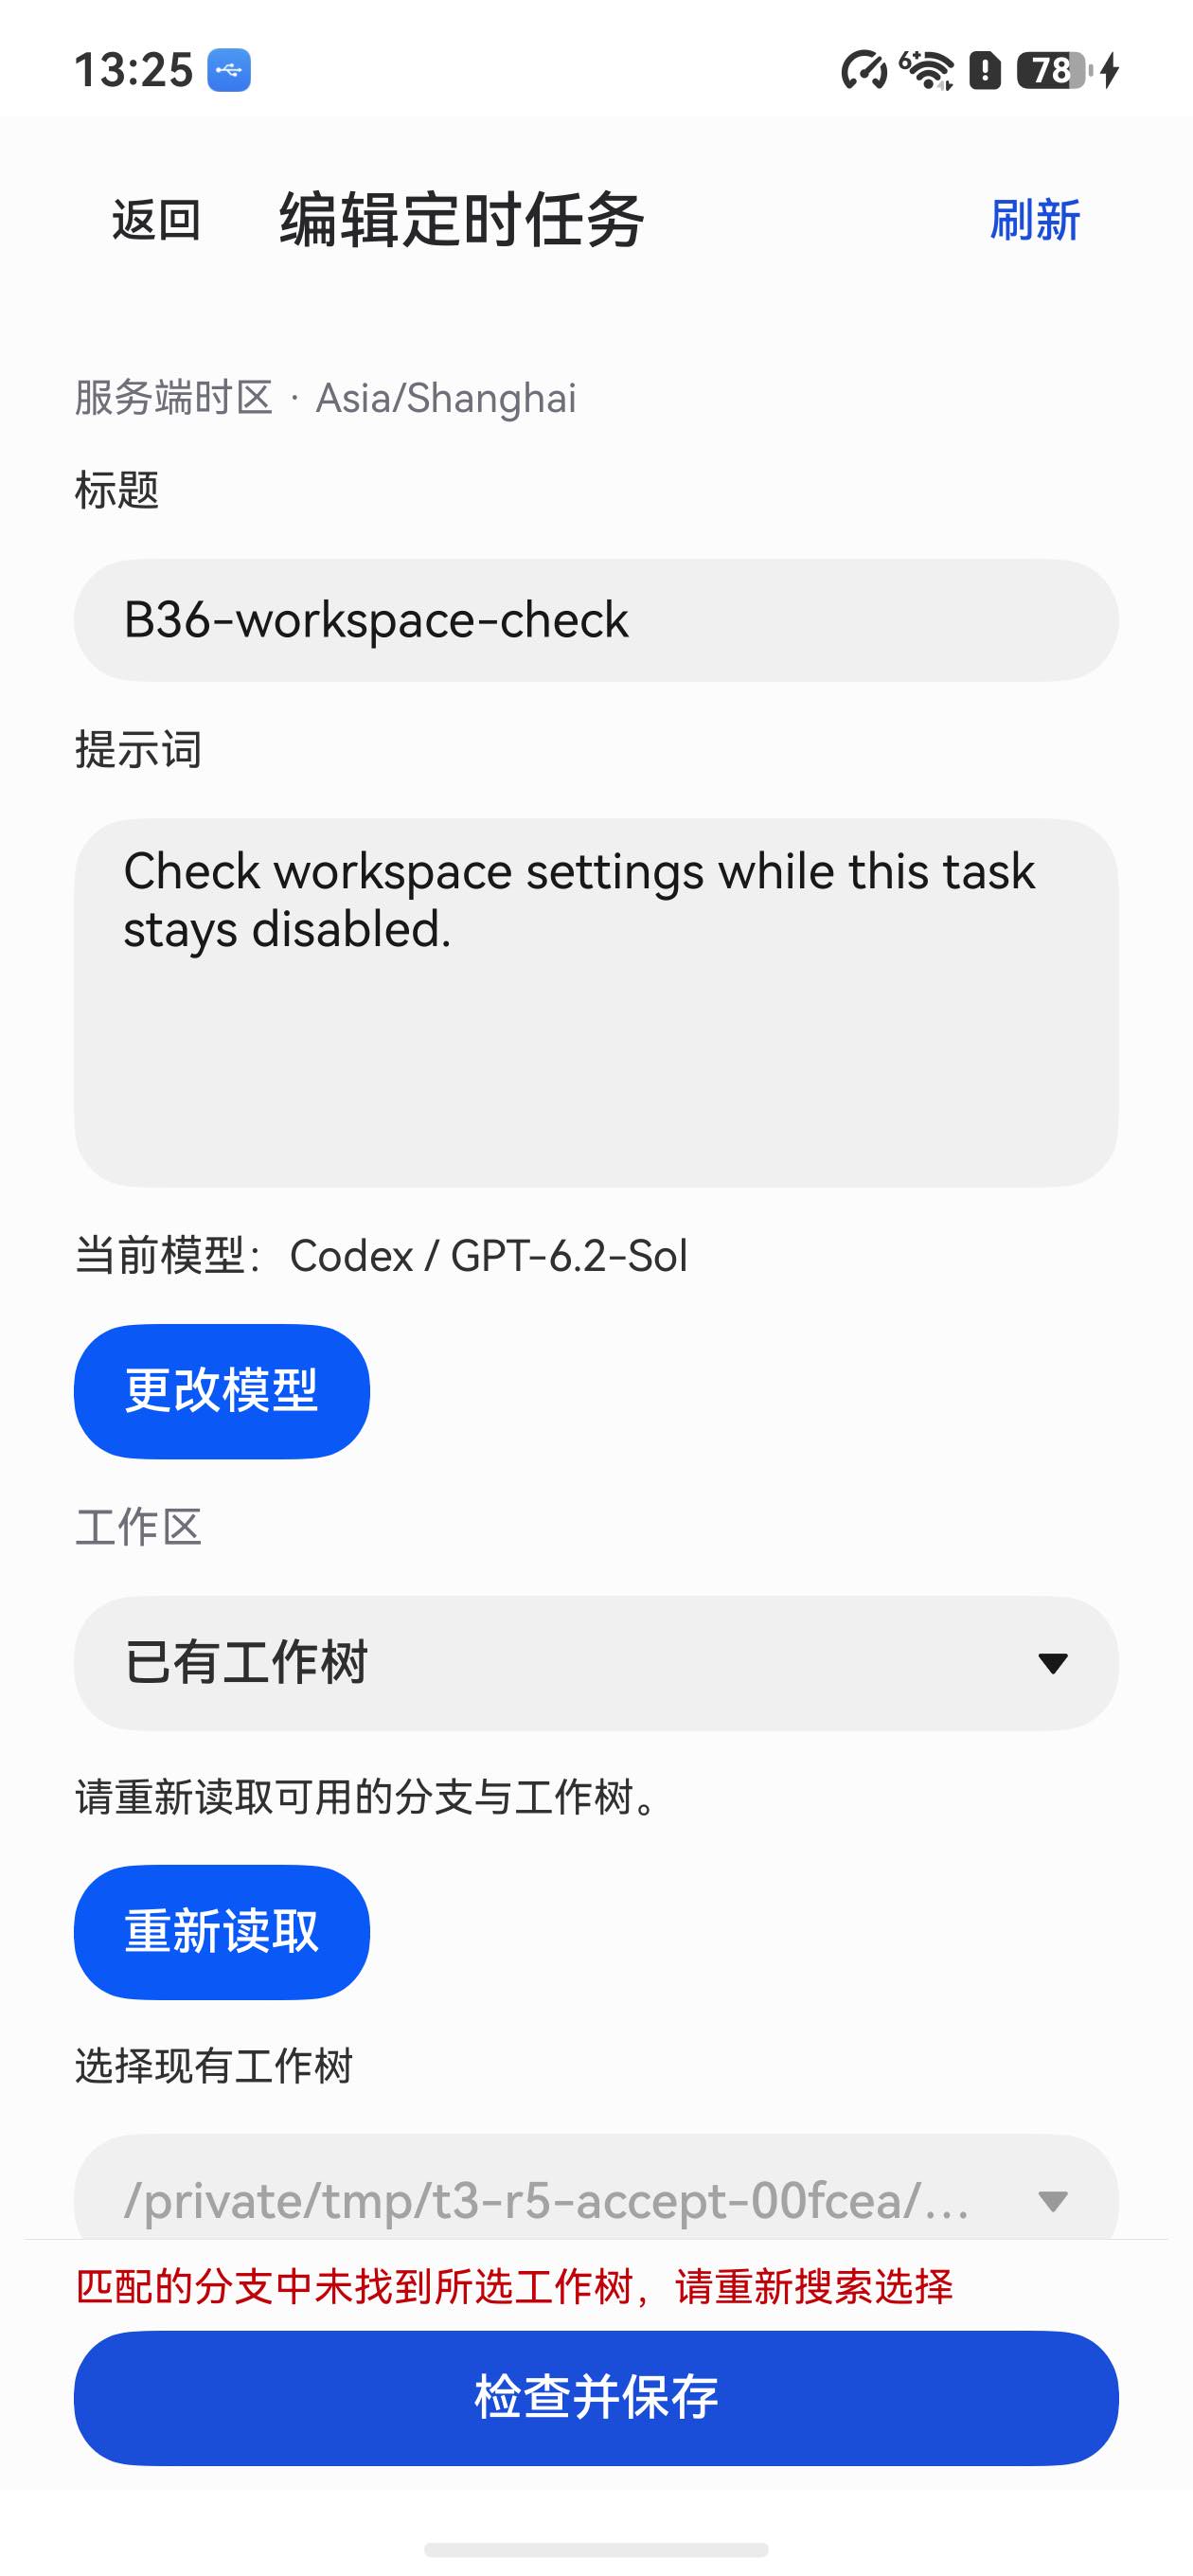 13:25
78
返回 编辑定时任务 刷新
服务端时区 · Asia/Shanghai
标题
B36-workspace-check
提示词
Check workspace settings while this task
stays disabled.
当前模型： Codex / GPT-6.2-Sol
更改模型
工作区
已有工作树
请重新读取可用的分支与工作树。
重新读取
选择现有工作树
/private/tmp/t3-r5-accept-00fcea/...
匹配的分支中未找到所选工作树，请重新搜索选择
检查并保存